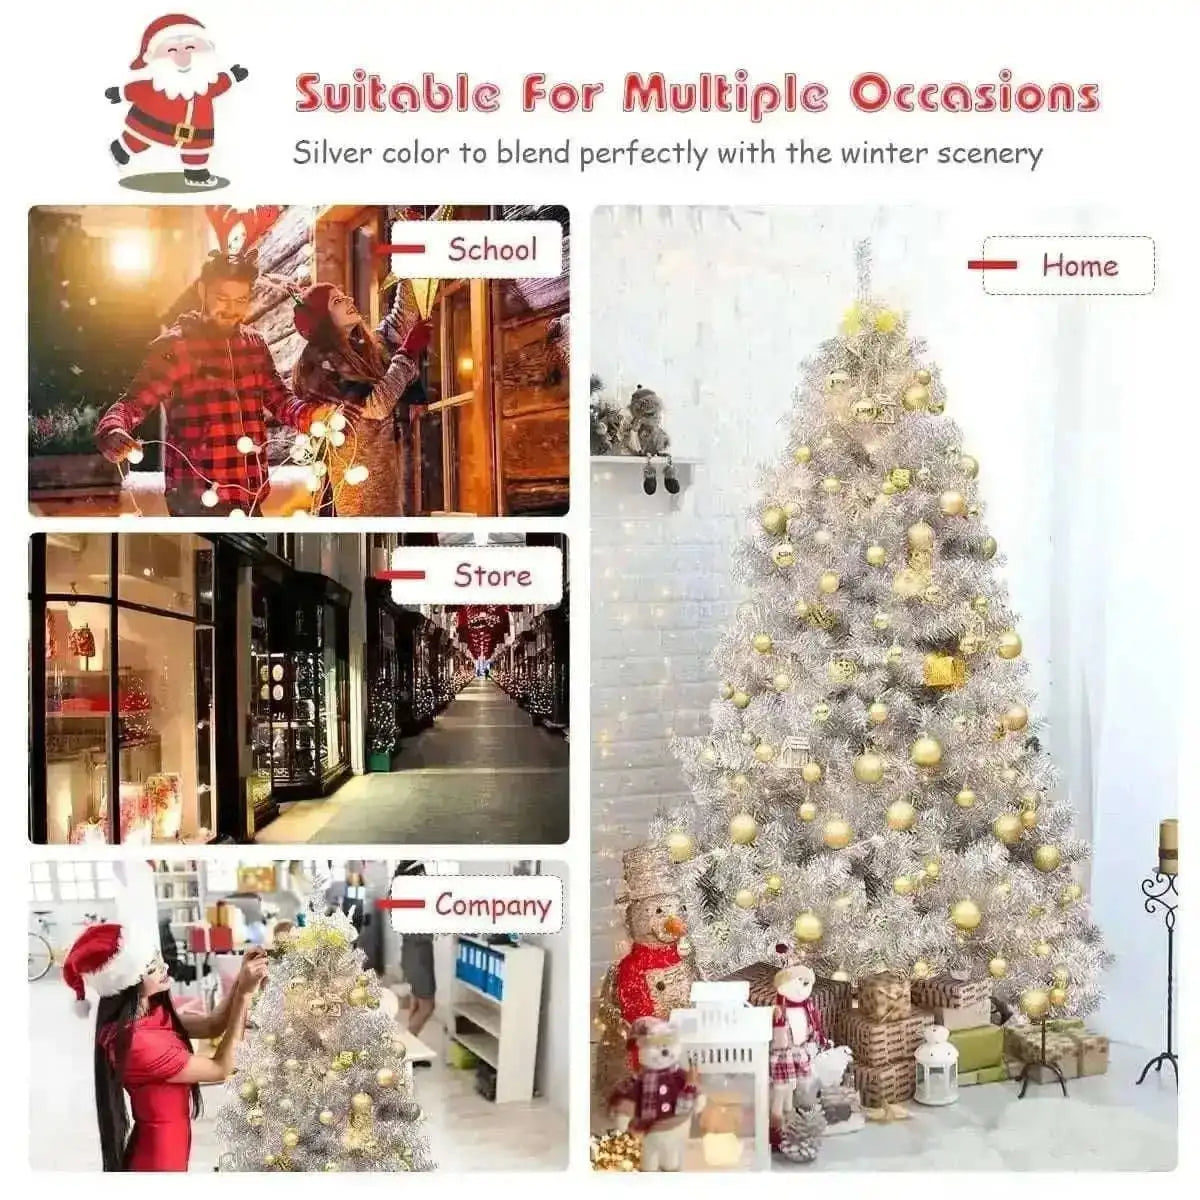 Suitable For Multiple Occasions
Silver color to blend perfectly with the winter scenery
School
Home
Store
Company